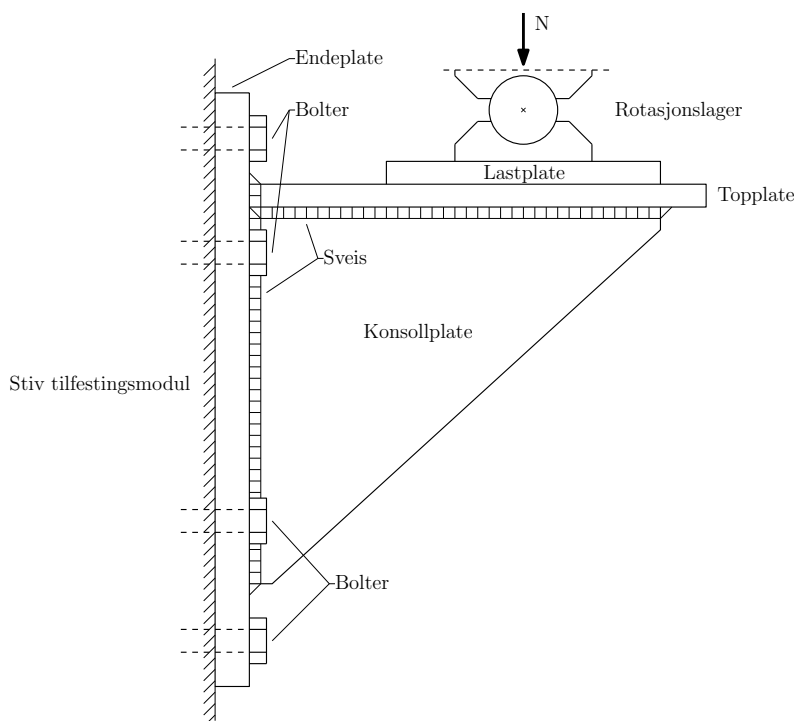 N
Endeplate
Bolter
Rotasjonslager
Lastplate
Topplate
Sveis
Konsollplate
Stiv tilfestingsmodul
Bolter